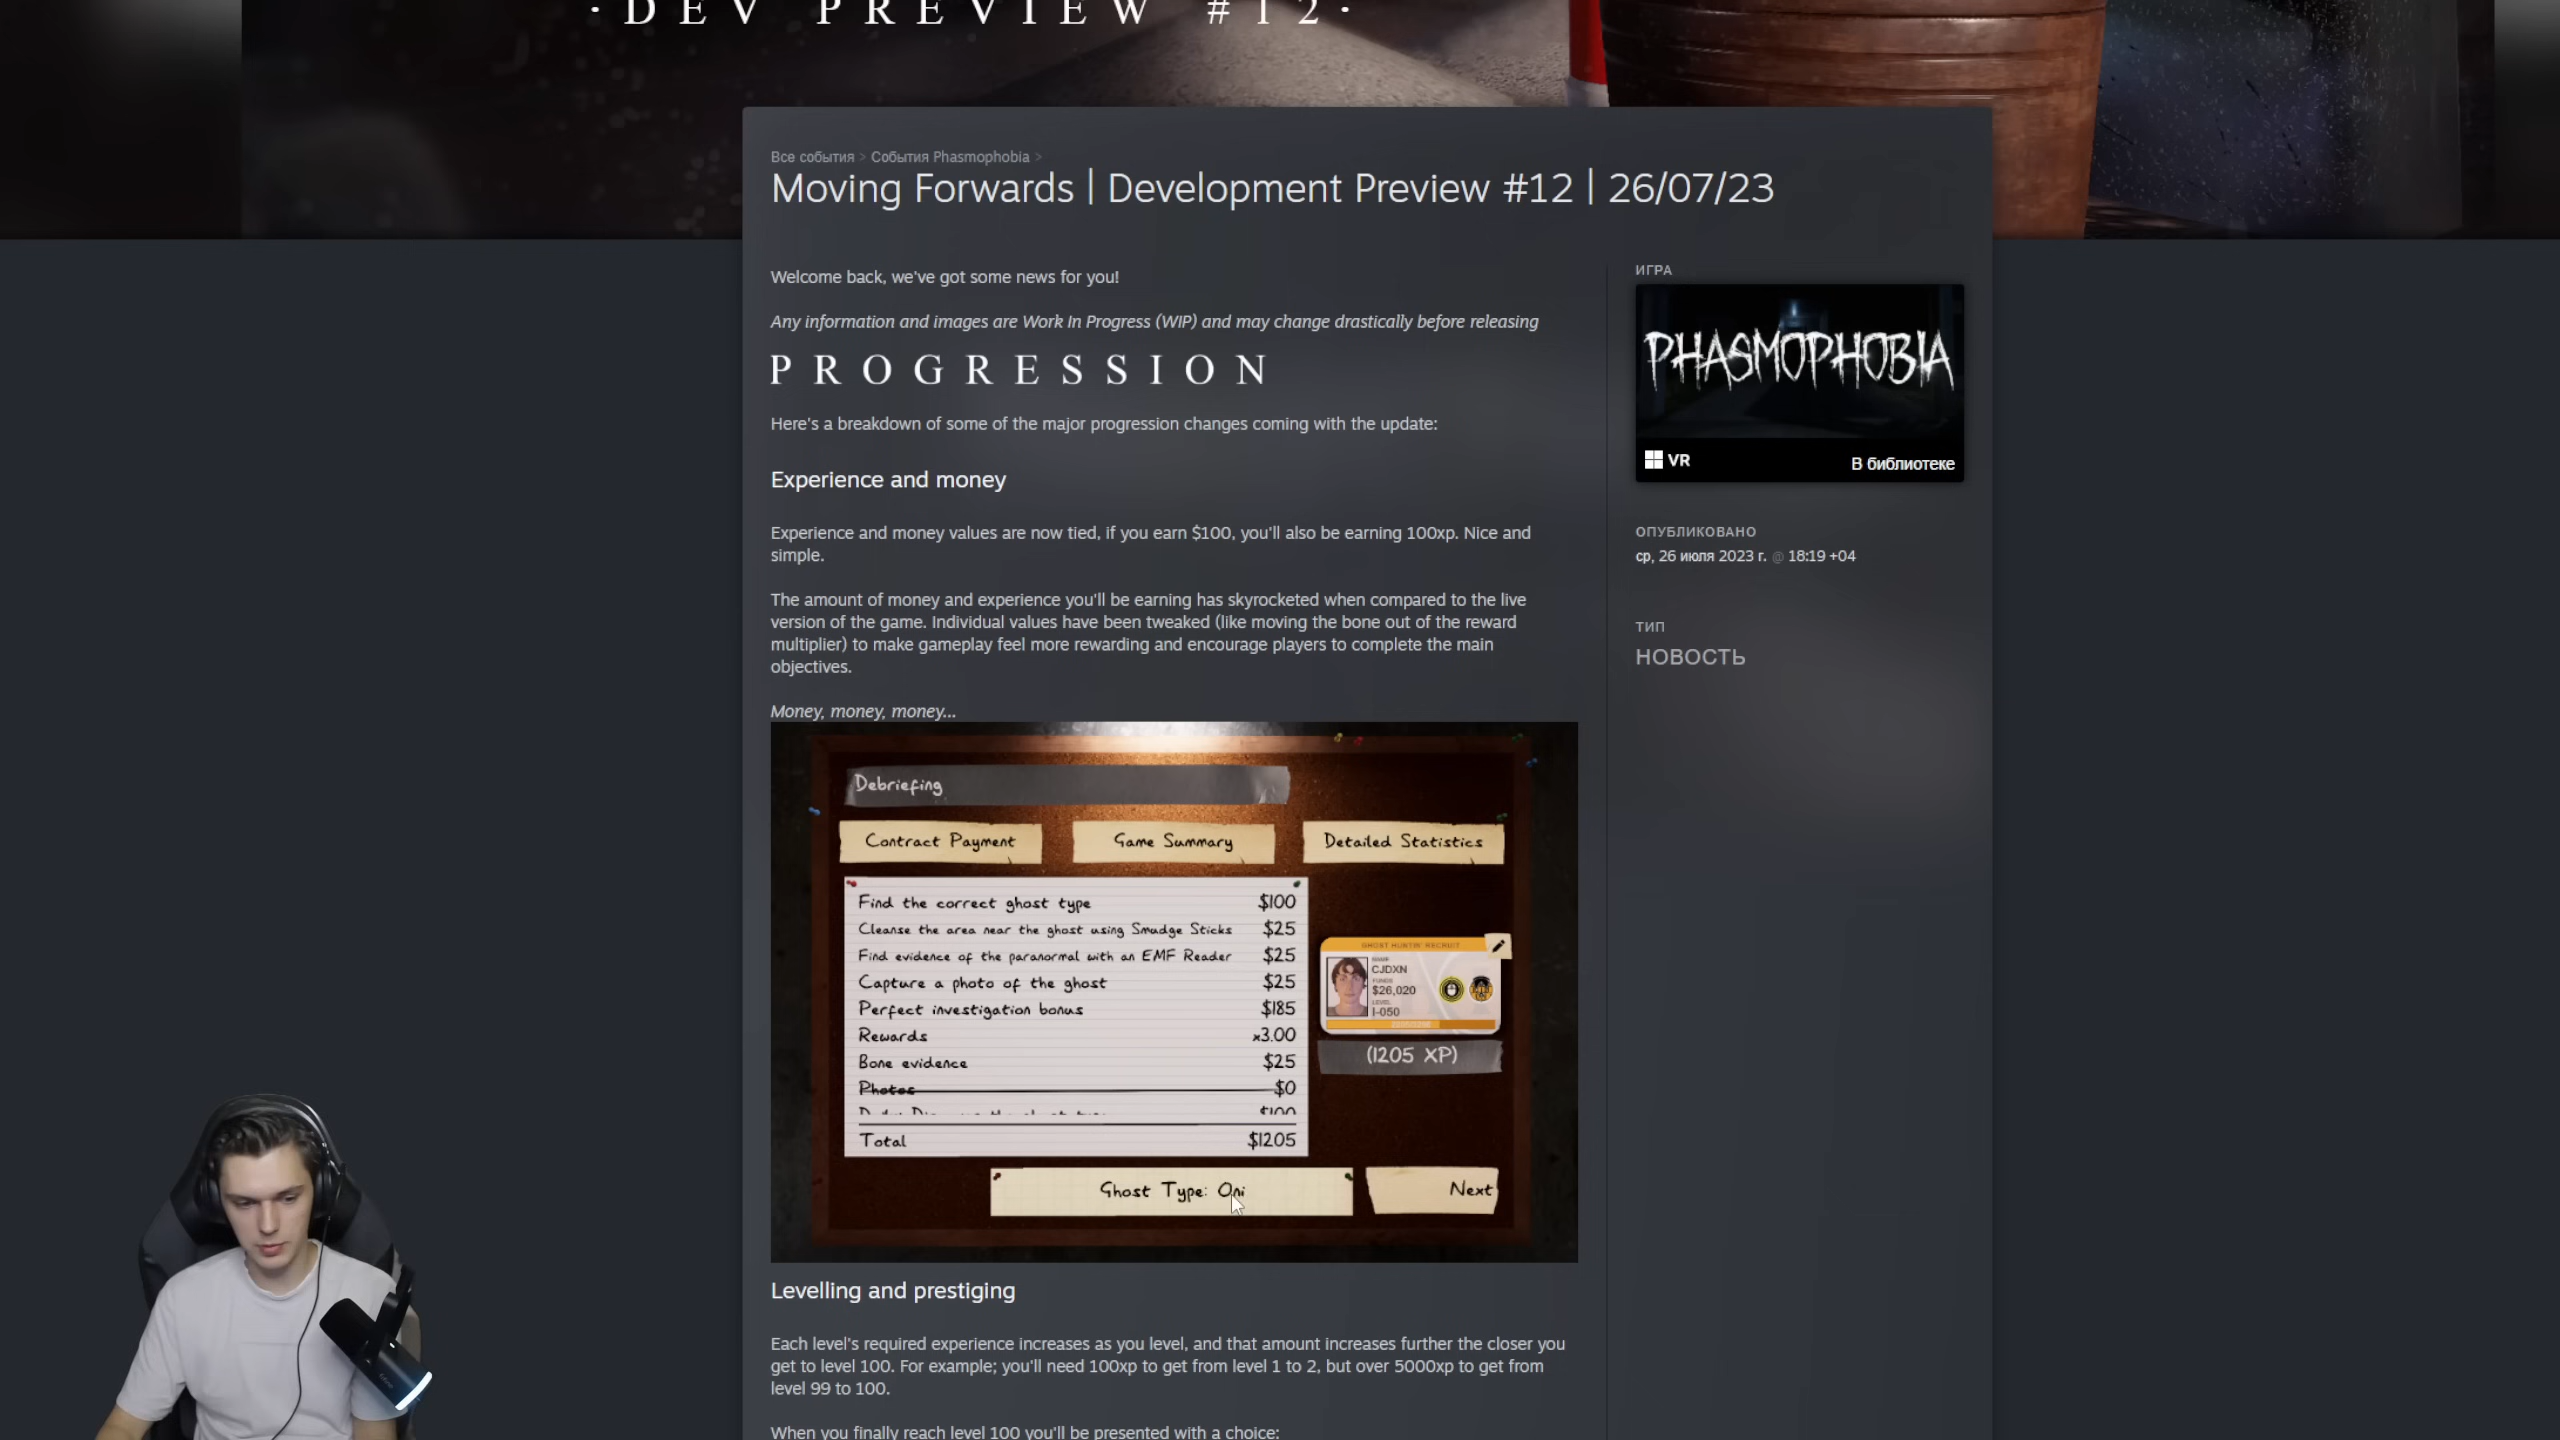 · D E V P R E V I E W # 1 2 ·
Все события > События Phasmophobia >
Moving Forwards | Development Preview #12 | 26/07/23
Welcome back, we've got some news for you!
Any information and images are Work In Progress (WIP) and may change drastically before releasing
PROGRESSION
Here's a breakdown of some of the major progression changes coming with the update:
Experience and money
Experience and money values are now tied, if you earn $100, you'll also be earning 100xp. Nice and
simple.
The amount of money and experience you'll be earning has skyrocketed when compared to the live
version of the game. Individual values have been tweaked (like moving the bone out of the reward
multiplier) to make gameplay feel more rewarding and encourage players to complete the main
objectives.
Money, money, money...
Debriefing
Contract Payment
Game Summary
Detailed Statistics
Find the correct ghost type $100
Cleanse the area near the ghost using Smudge Sticks $25
Find evidence of the paranormal with an EMF Reader $25
Capture a photo of the ghost $25
Perfect investigation bonus $185
Rewards x3.00
Bone evidence $25
Photos $0
$100
Total $1205
GHOST HUNTIN' RECRUIT
NAME
CJDXN
FUNDS
$26,020
LEVEL
I-050
(1205 XP)
Ghost Type: Oni
Next
Levelling and prestiging
Each level's required experience increases as you level, and that amount increases further the closer you
get to level 100. For example; you'll need 100xp to get from level 1 to 2, but over 5000xp to get from
level 99 to 100.
When you finally reach level 100 you'll be presented with a choice:
ИГРА
PHASMOPHOBIA
VR
В библиотеке
ОПУБЛИКОВАНО
ср, 26 июля 2023 г. @ 18:19 +04
ТИП
НОВОСТЬ